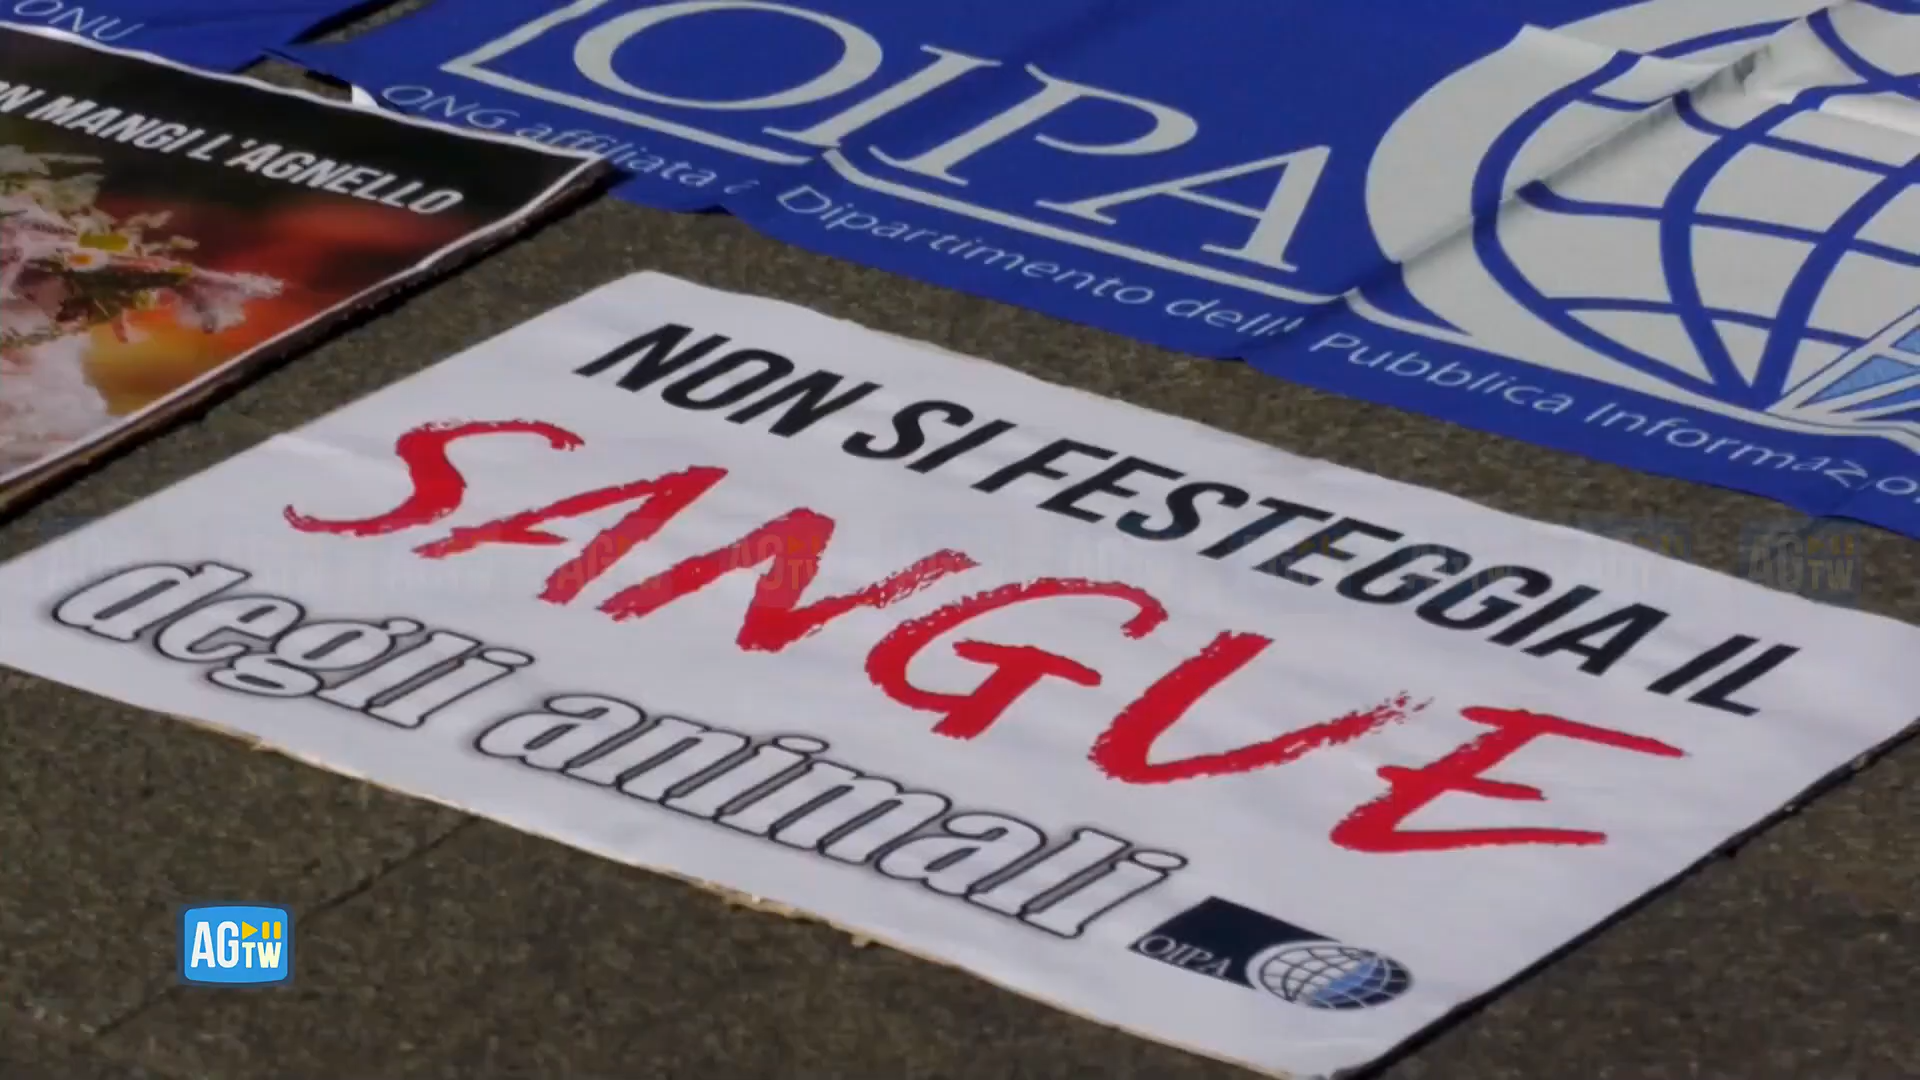 ONU
OIPA
ONG affiliata
Dipartimento dell'
Pubblica Informazio
MANGI L'AGNELLO
NON SI FESTEGGIA IL
SANGUE
degli animali
OIPA
AGTW